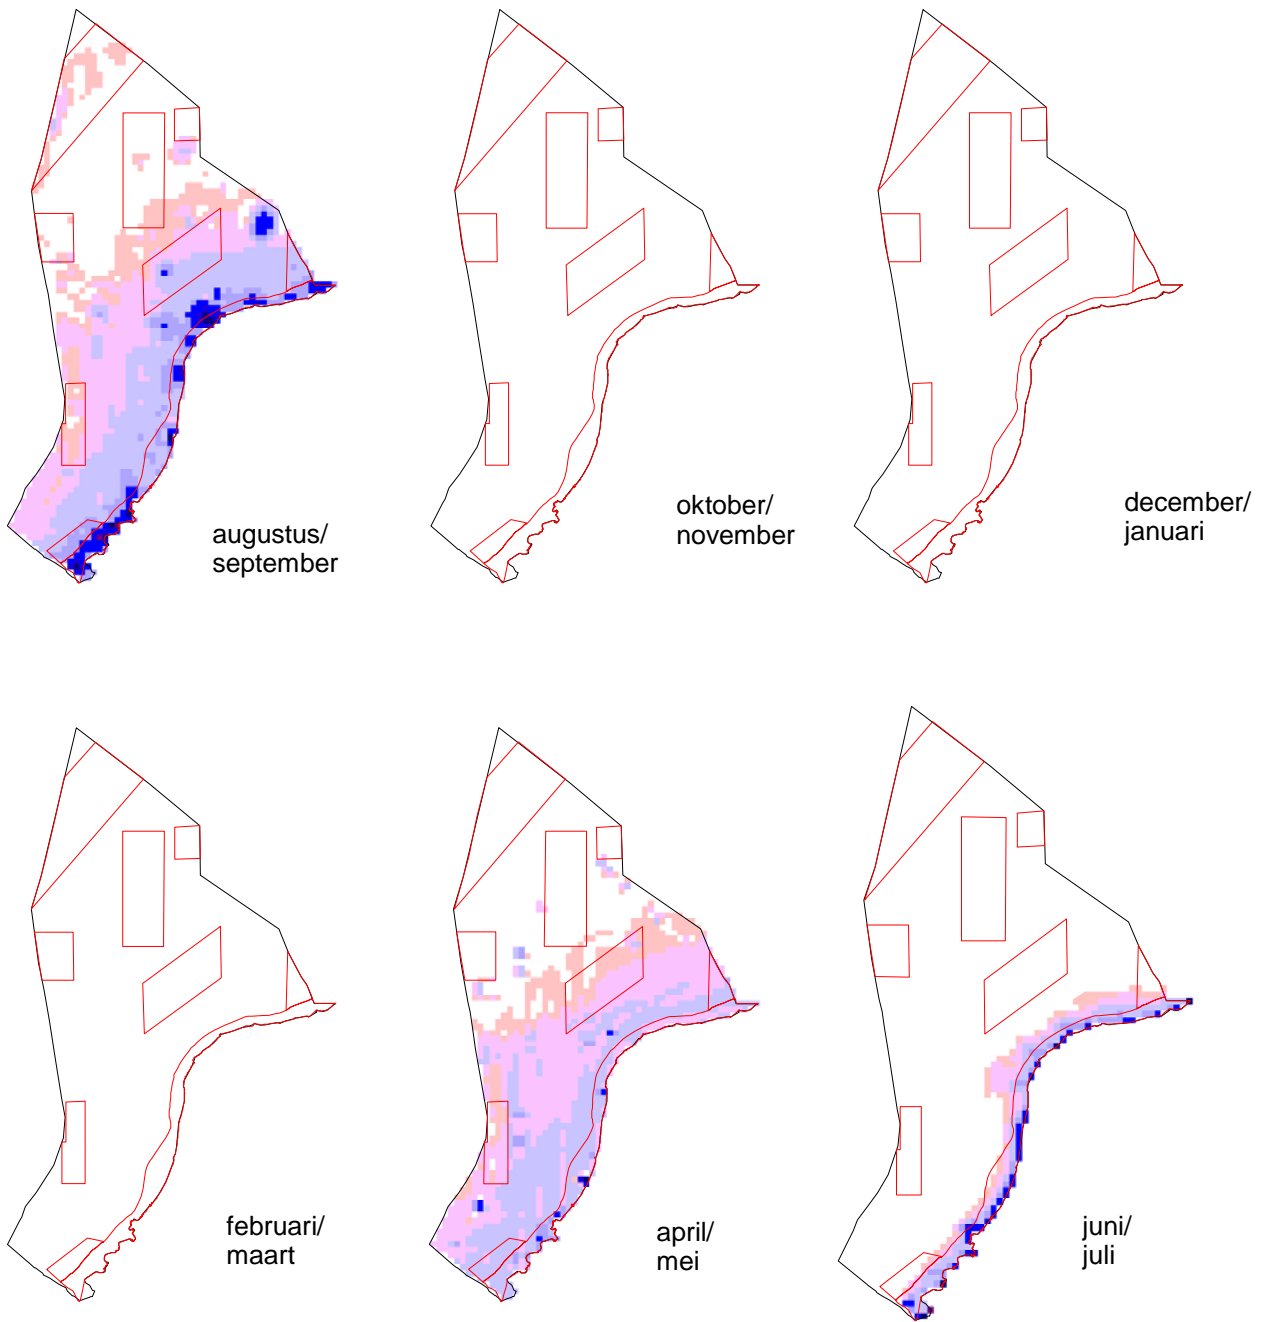 augustus/
september
oktober/
november
december/
januari
februari/
maart
april/
mei
juni/
juli